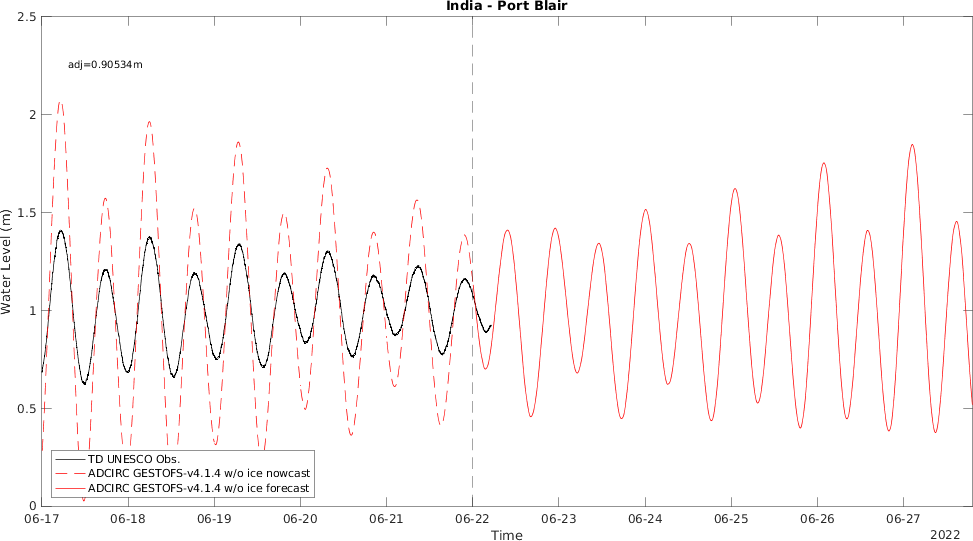 India - Port Blair
adj=0.90534m
Water Level (m)
2.5
2
1.5
1
0.5
0
TD UNESCO Obs.
ADCIRC GESTOFS-v4.1.4 w/o ice nowcast
ADCIRC GESTOFS-v4.1.4 w/o ice forecast
06-17 06-18 06-19 06-20 06-21 06-22 06-23 06-24 06-25 06-26 06-27
Time
2022